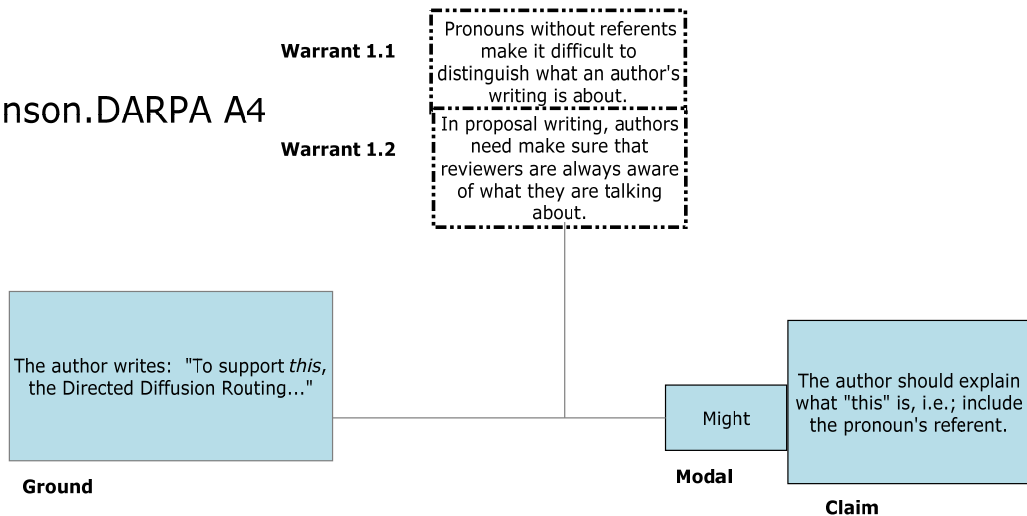 Warrant 1.1
Pronouns without referents
make it difficult to
distinguish what an author's
writing is about.
nson.DARPA A4
Warrant 1.2
In proposal writing, authors
need make sure that
reviewers are always aware
of what they are talking
about.
The author writes:  "To support this,
the Directed Diffusion Routing..."
Ground
Might
Modal
The author should explain
what "this" is, i.e.; include
the pronoun's referent.
Claim